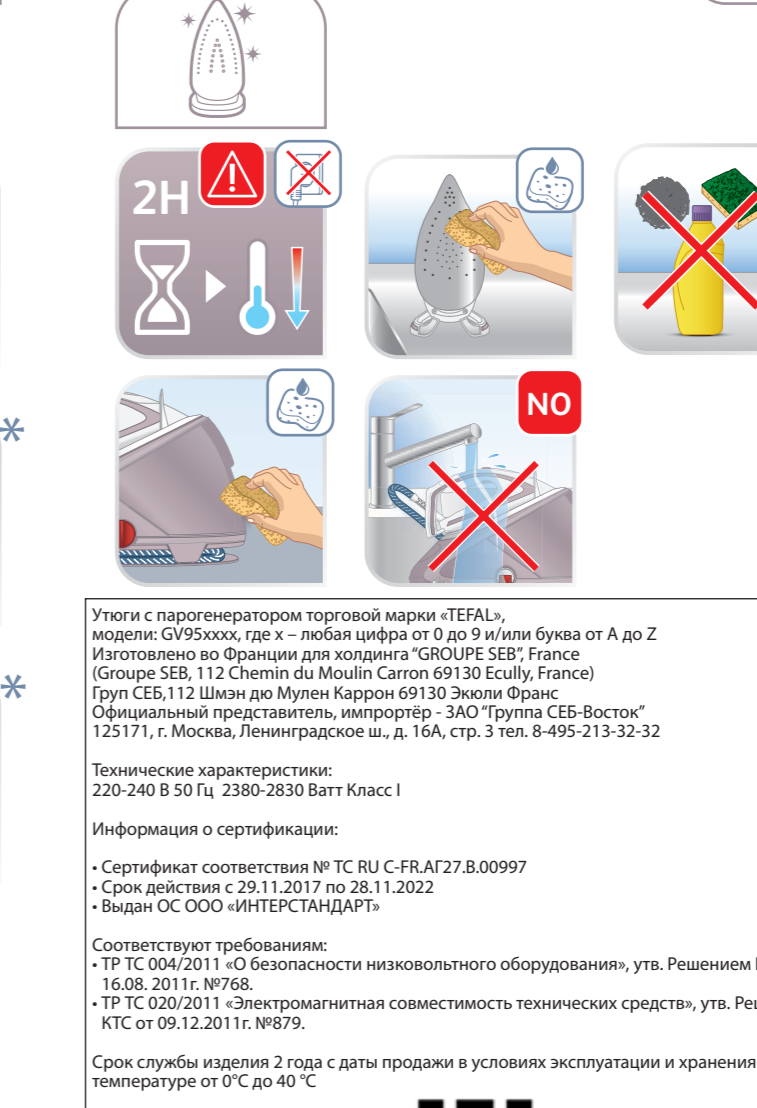 2H
NO
Утюги с парогенератором торговой марки «TEFAL»,
модели: GV95xxxx, где x – любая цифра от 0 до 9 и/или буква от A до Z
Изготовлено во Франции для холдинга “GROUPE SEB”, France
(Groupe SEB, 112 Chemin du Moulin Carron 69130 Ecully, France)
Груп СЕБ,112 Шмэн дю Мулен Каррон 69130 Экюли Франс
Официальный представитель, импрортёр - ЗАО “Группа СЕБ-Восток”
125171, г. Москва, Ленинградское ш., д. 16А, стр. 3 тел. 8-495-213-32-32
Технические характеристики:
220-240 В 50 Гц 2380-2830 Ватт Класс I
Информация о сертификации:
• Сертификат соответствия № TC RU C-FR.АГ27.B.00997
• Срок действия с 29.11.2017 по 28.11.2022
• Выдан ОС ООО «ИНТЕРСТАНДАРТ»
Соответствуют требованиям:
• ТР ТС 004/2011 «О безопасности низковольтного оборудования», утв. Решением
16.08. 2011г. №768.
• ТР ТС 020/2011 «Электромагнитная совместимость технических средств», утв.
КТС от 09.12.2011г. №879.
Срок службы изделия 2 года с даты продажи в условиях эксплуатации и хранения
температуре от 0°С до 40 °С
*
*